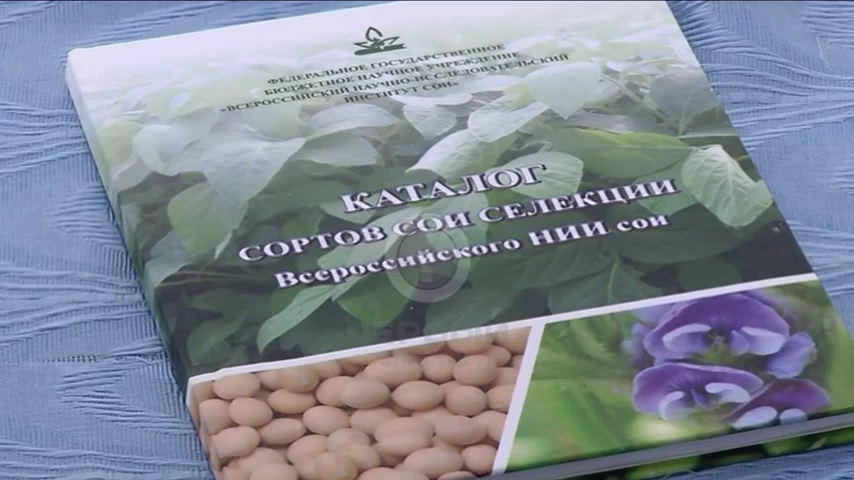 ФЕДЕРАЛЬНОЕ ГОСУДАРСТВЕННОЕ
БЮДЖЕТНОЕ НАУЧНОЕ УЧРЕЖДЕНИЕ
«ВСЕРОССИЙСКИЙ НАУЧНО-ИССЛЕДОВАТЕЛЬСКИЙ
ИНСТИТУТ СОИ»
КАТАЛОГ
СОРТОВ СОИ СЕЛЕКЦИИ
Всероссийского НИИ сои